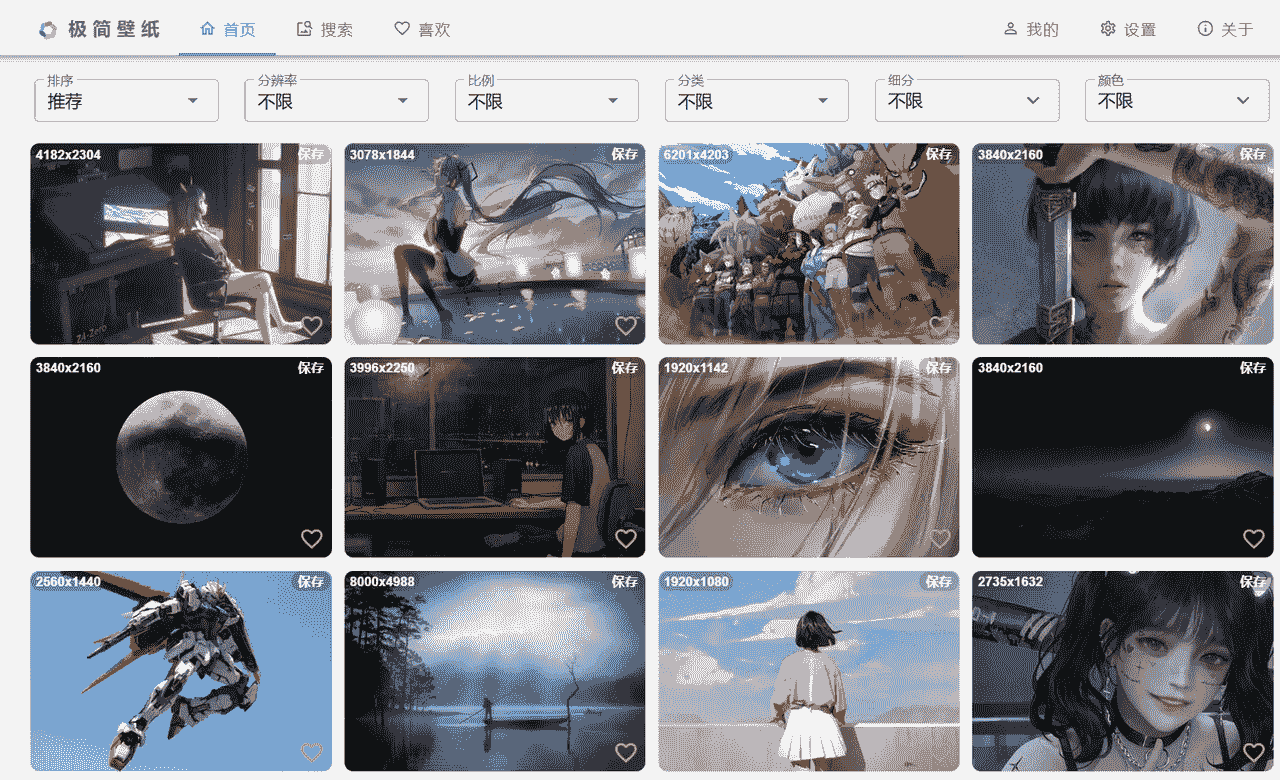 极简壁纸 首页 搜索 喜欢 我的 设置 关于
排序 分辨率 比例 分类 细分 颜色
推荐 不限 不限 不限 不限 不限
4182x2304 保存 3078x1844 保存 6201x4203 保存 3840x2160 保存
3840x2160 保存 3996x2250 保存 1920x1142 保存 3840x2160 保存
2560x1440 保存 8000x4988 保存 1920x1080 保存 2735x1632 保存